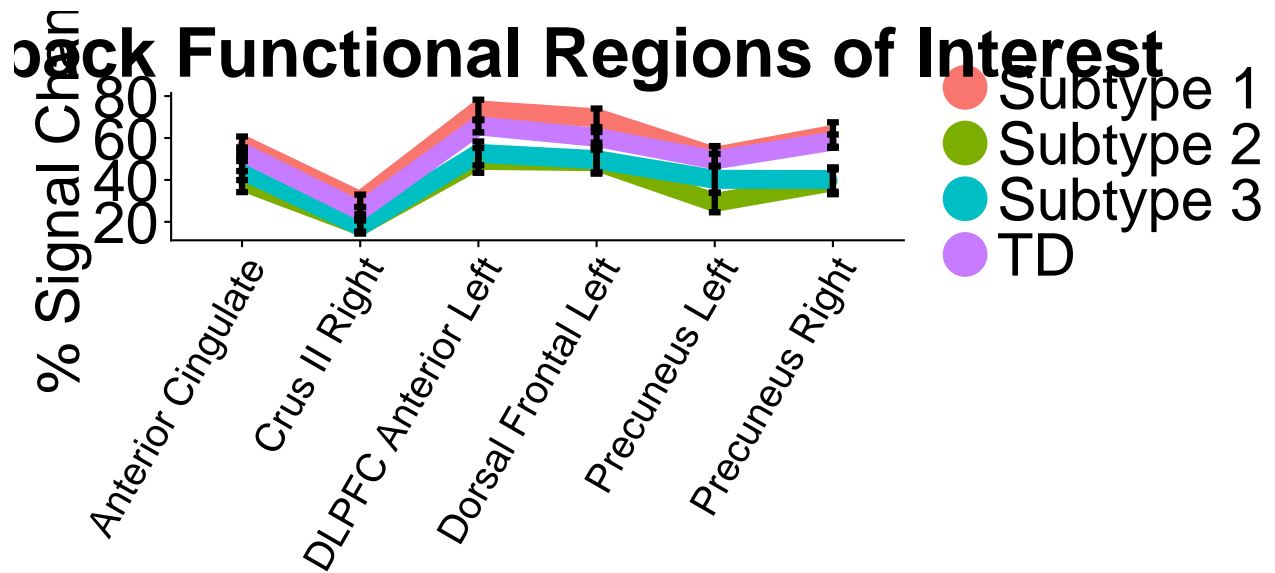 back Functional Regions of Interest
% Signal Chan
80
60
40
20
Anterior Cingulate
Crus II Right
DLPFC Anterior Left
Dorsal Frontal Left
Precuneus Left
Precuneus Right
Subtype 1
Subtype 2
Subtype 3
TD